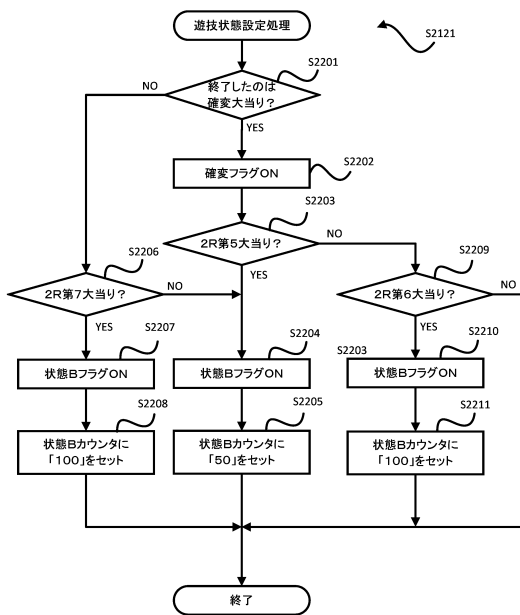 遊技状態設定処理
S2121
S2201
終了したのは
確変大当り？
NO
YES
S2202
確変フラグON
S2203
2R第5大当り？
NO
YES
S2206
2R第7大当り？
NO
YES
S2209
2R第6大当り？
NO
YES
S2207
状態BフラグON
S2204
状態BフラグON
S2203
S2210
状態BフラグON
S2208
状態Bカウンタに
「100」をセット
S2205
状態Bカウンタに
「50」をセット
S2211
状態Bカウンタに
「100」をセット
終了